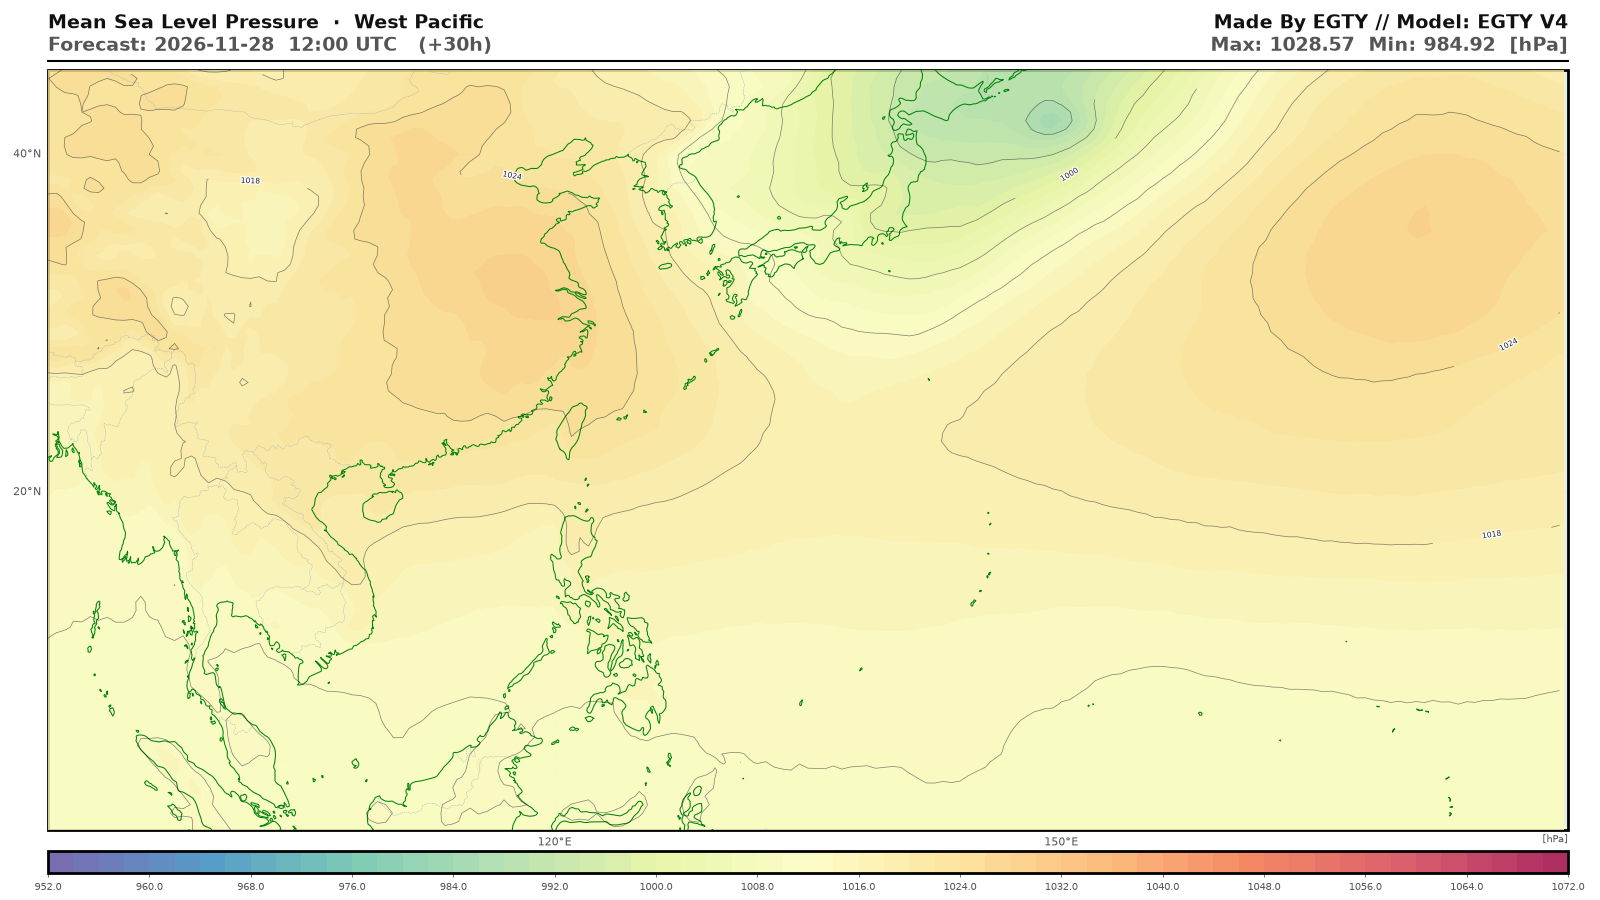 Mean Sea Level Pressure · West Pacific
Made By EGTY // Model: EGTY V4
Forecast: 2026-11-28 12:00 UTC (+30h)
Max: 1028.57 Min: 984.92 [hPa]
40°N
1018
1024
1000
1024
20°N
1018
120°E
150°E
[hPa]
952.0 960.0 968.0 976.0 984.0 992.0 1000.0 1008.0 1016.0 1024.0 1032.0 1040.0 1048.0 1056.0 1064.0 1072.0